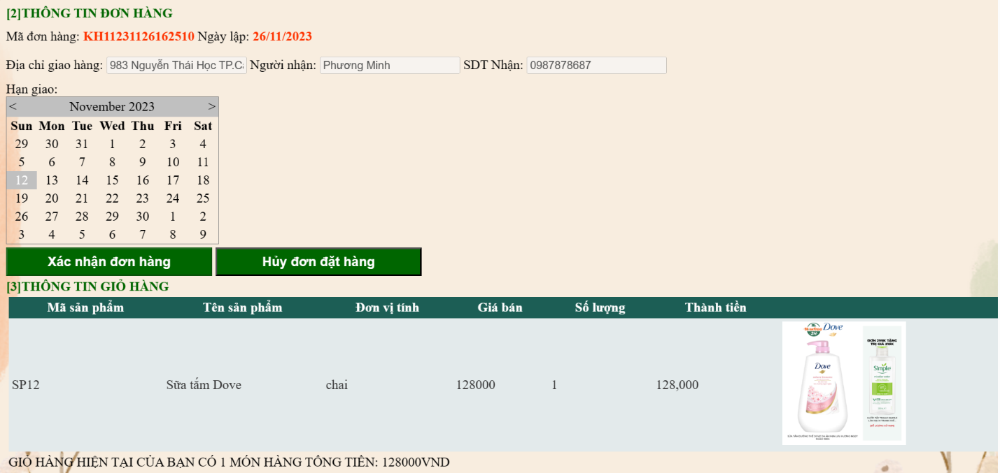 [2]THÔNG TIN ĐƠN HÀNG
Mã đơn hàng: KH11231126162510 Ngày lập: 26/11/2023
Địa chỉ giao hàng: 983 Nguyễn Thái Học TP.C Người nhận: Phương Minh SDT Nhận: 0987878687
Hạn giao:
< November 2023 >
Sun Mon Tue Wed Thu Fri Sat
29 30 31 1 2 3 4
5 6 7 8 9 10 11
12 13 14 15 16 17 18
19 20 21 22 23 24 25
26 27 28 29 30 1 2
3 4 5 6 7 8 9
Xác nhận đơn hàng Hủy đơn đặt hàng
[3]THÔNG TIN GIỎ HÀNG
Mã sản phẩm Tên sản phẩm Đơn vị tính Giá bán Số lượng Thành tiền
SP12 Sữa tắm Dove chai 128000 1 128,000
Dove
ĐƠN 299K TẶNG
TRỊ GIÁ 210K
Dove
Simple
GIỎ HÀNG HIỆN TẠI CỦA BẠN CÓ 1 MÓN HÀNG TỔNG TIỀN: 128000VND